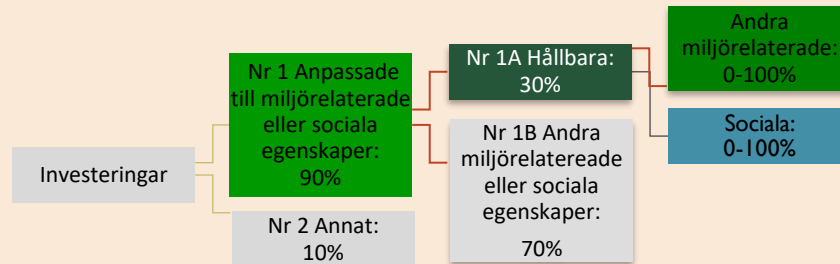 Investeringar
Nr 1 Anpassade
till miljörelaterade
eller sociala
egenskaper:
90%
Nr 2 Annat:
10%
Nr 1A Hållbara:
30%
Nr 1B Andra
miljörelatereade
eller sociala
egenskaper:
70%
Andra
miljörelaterade:
0-100%
Sociala:
0-100%